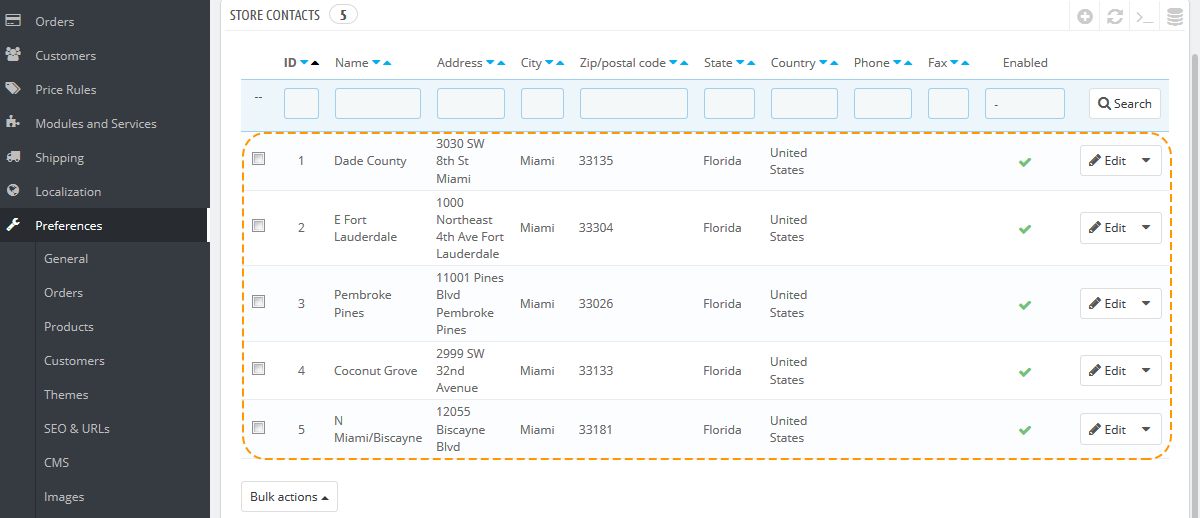 Orders
Customers
Price Rules
Modules and Services
Shipping
Localization
Preferences
General
Orders
Products
Customers
Themes
SEO & URLs
CMS
Images
STORE CONTACTS 5
ID Name Address City Zip/postal code State Country Phone Fax Enabled
-- - Search
1 Dade County 3030 SW
8th St
Miami Miami 33135 Florida United
States Edit
2 E Fort
Lauderdale 1000
Northeast
4th Ave Fort
Lauderdale Miami 33304 Florida United
States Edit
3 Pembroke
Pines 11001 Pines
Blvd
Pembroke
Pines Miami 33026 Florida United
States Edit
4 Coconut Grove 2999 SW
32nd
Avenue Miami 33133 Florida United
States Edit
5 N
Miami/Biscayne 12055
Biscayne
Blvd Miami 33181 Florida United
States Edit
Bulk actions